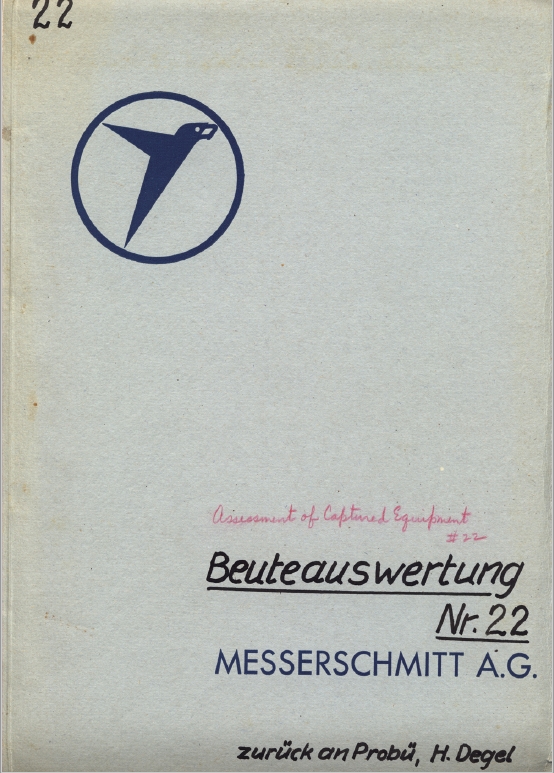 22
Assessment of Captured Equipment
#22
Beuteauswertung
Nr. 22
MESSERSCHMITT A.G.
zurück an Probü, H. Degel